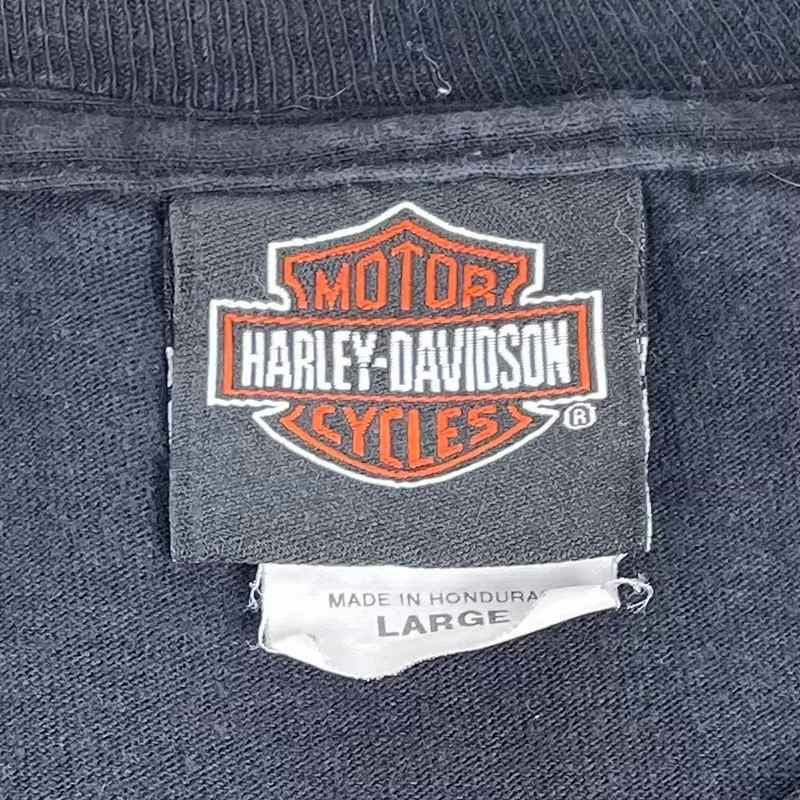 MOTOR
HARLEY-DAVIDSON
CYCLES
®
MADE IN HONDURAS
LARGE